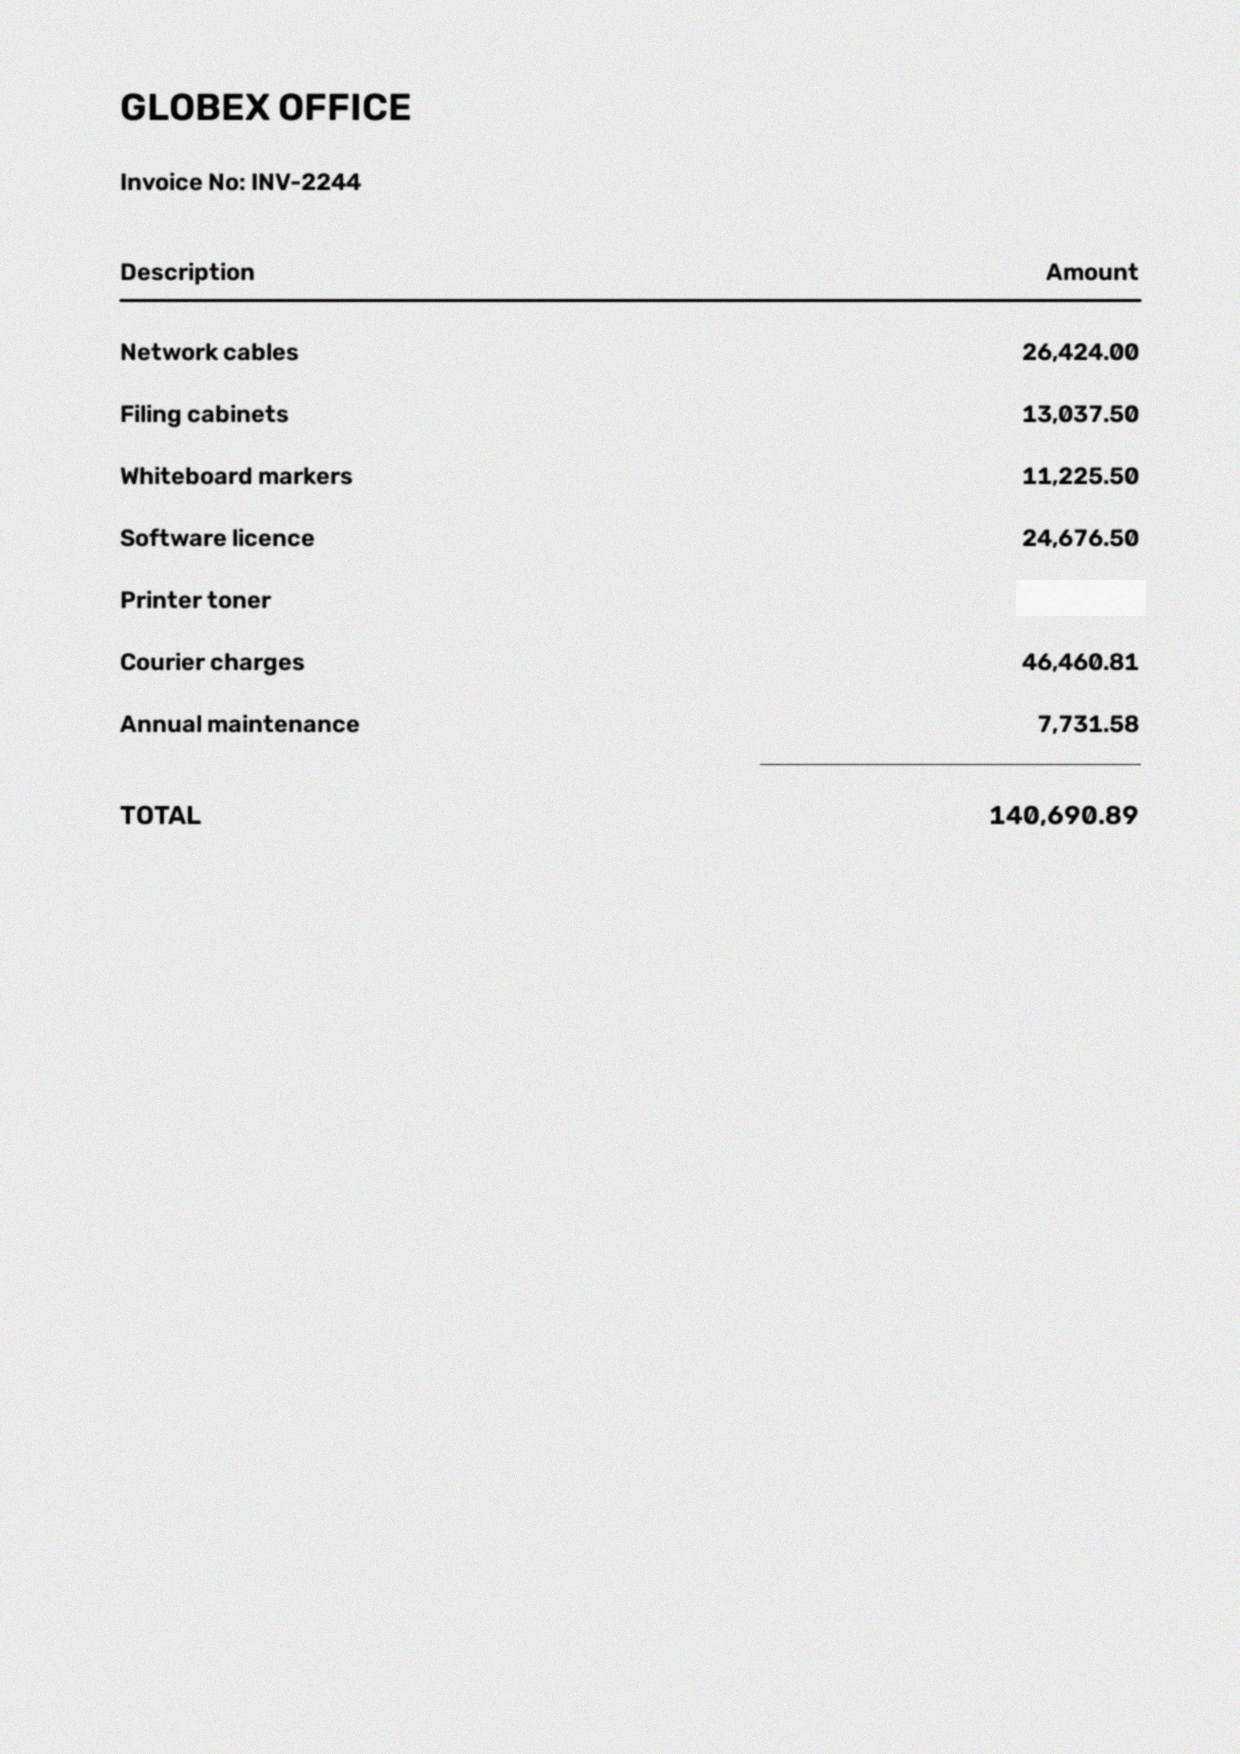 GLOBEX OFFICE
Invoice No: INV-2244
Description Amount
Network cables 26,424.00
Filing cabinets 13,037.50
Whiteboard markers 11,225.50
Software licence 24,676.50
Printer toner
Courier charges 46,460.81
Annual maintenance 7,731.58
TOTAL 140,690.89